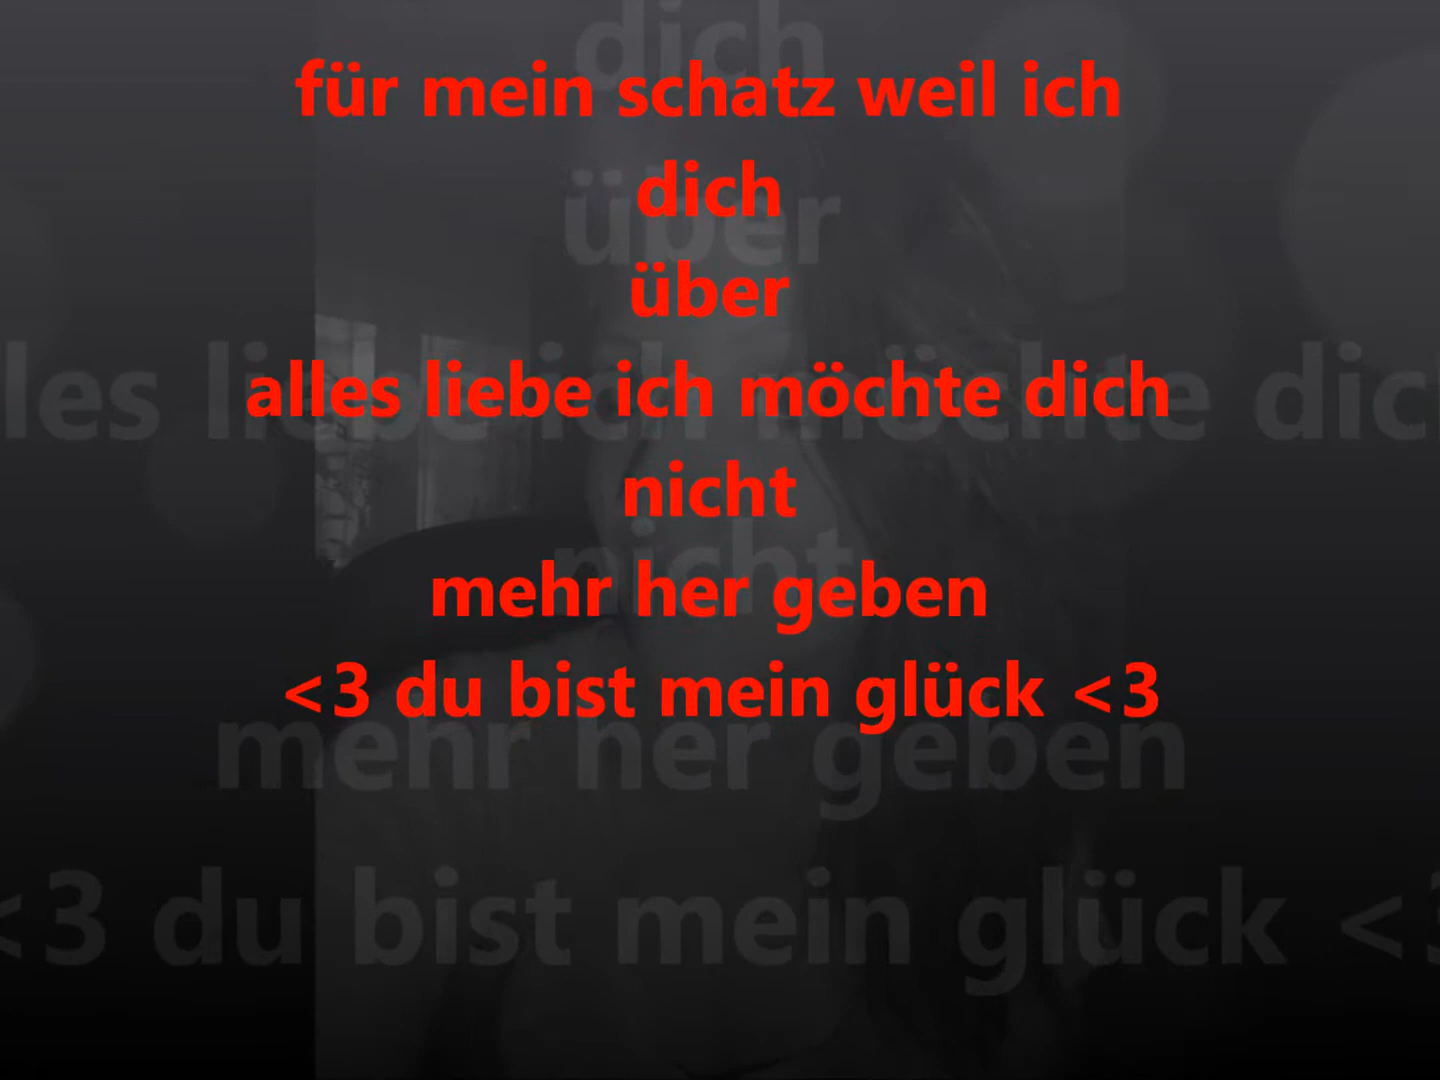 für mein schatz weil ich
dich
über
alles liebe ich möchte dich
nicht
mehr her geben
<3 du bist mein glück <3